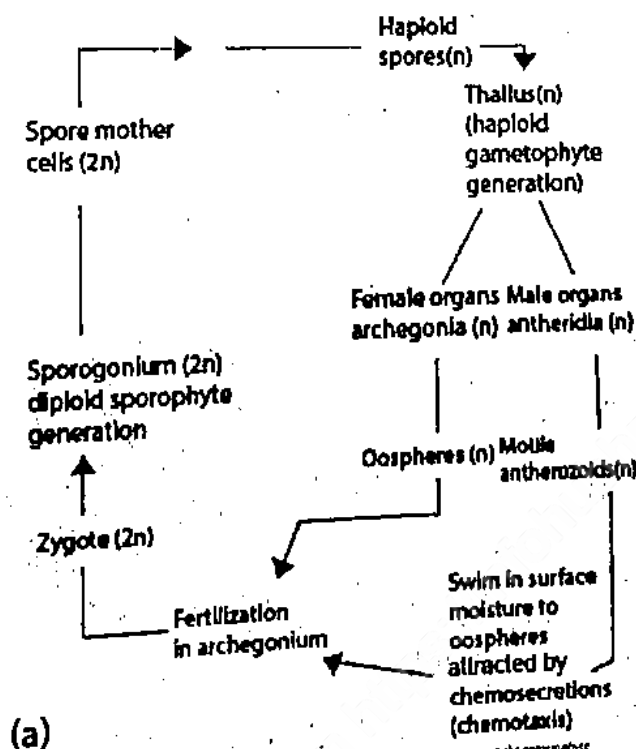 Haploid
spores(n)
Thallus(n)
(haploid
gametophyte
generation)
Spore mother
cells (2n)
Female organs
archegonia (n)
Male organs
antheridia (n)
Sporogonium (2n)
diploid sporophyte
generation
Oospheres (n)
Motile
antherozoids(n)
Zygote (2n)
Fertilization
in archegonium
Swim in surface
moisture to
oospheres
attracted by
chemosecretions
(chemotaxis)
(a)